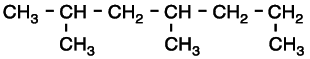 CH₃ - CH - CH₂ - CH - CH₂ - CH₂
CH₃ CH₃ CH₃